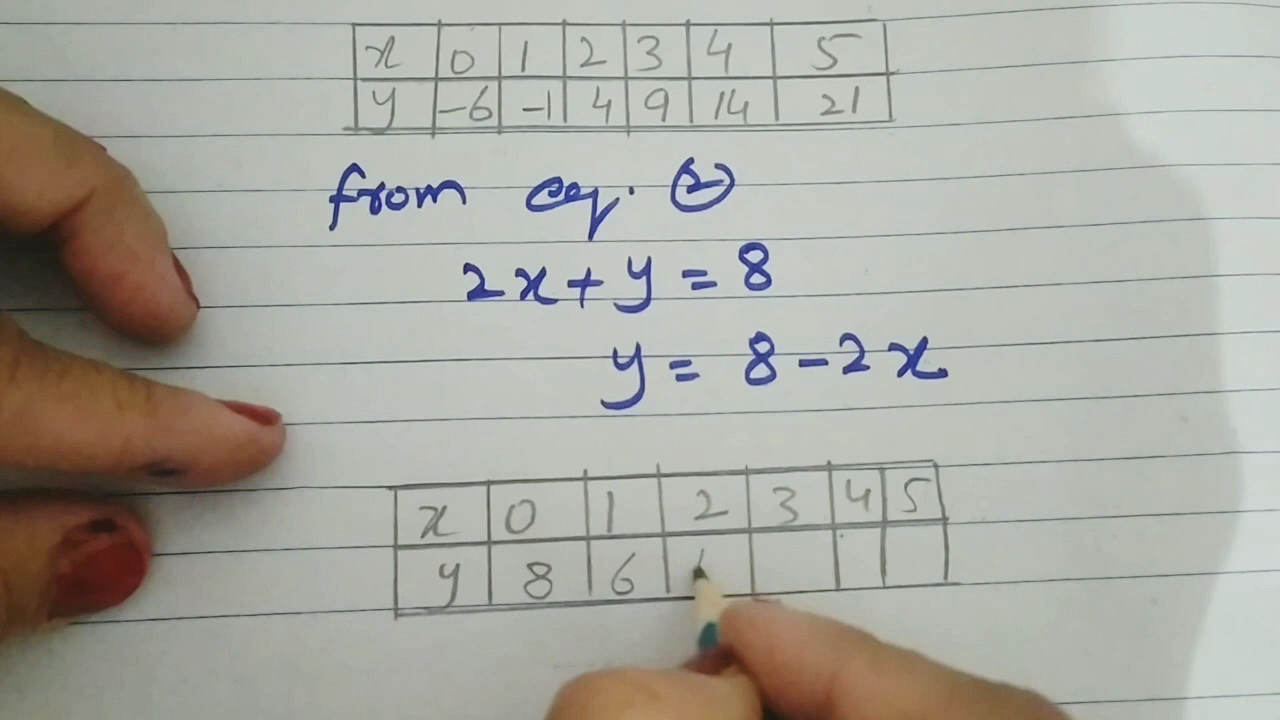 x 0 1 2 3 4 5
y -6 -1 4 9 14 21
from eq. ②
2x + y = 8
y = 8 - 2x
x 0 1 2 3 4 5
y 8 6